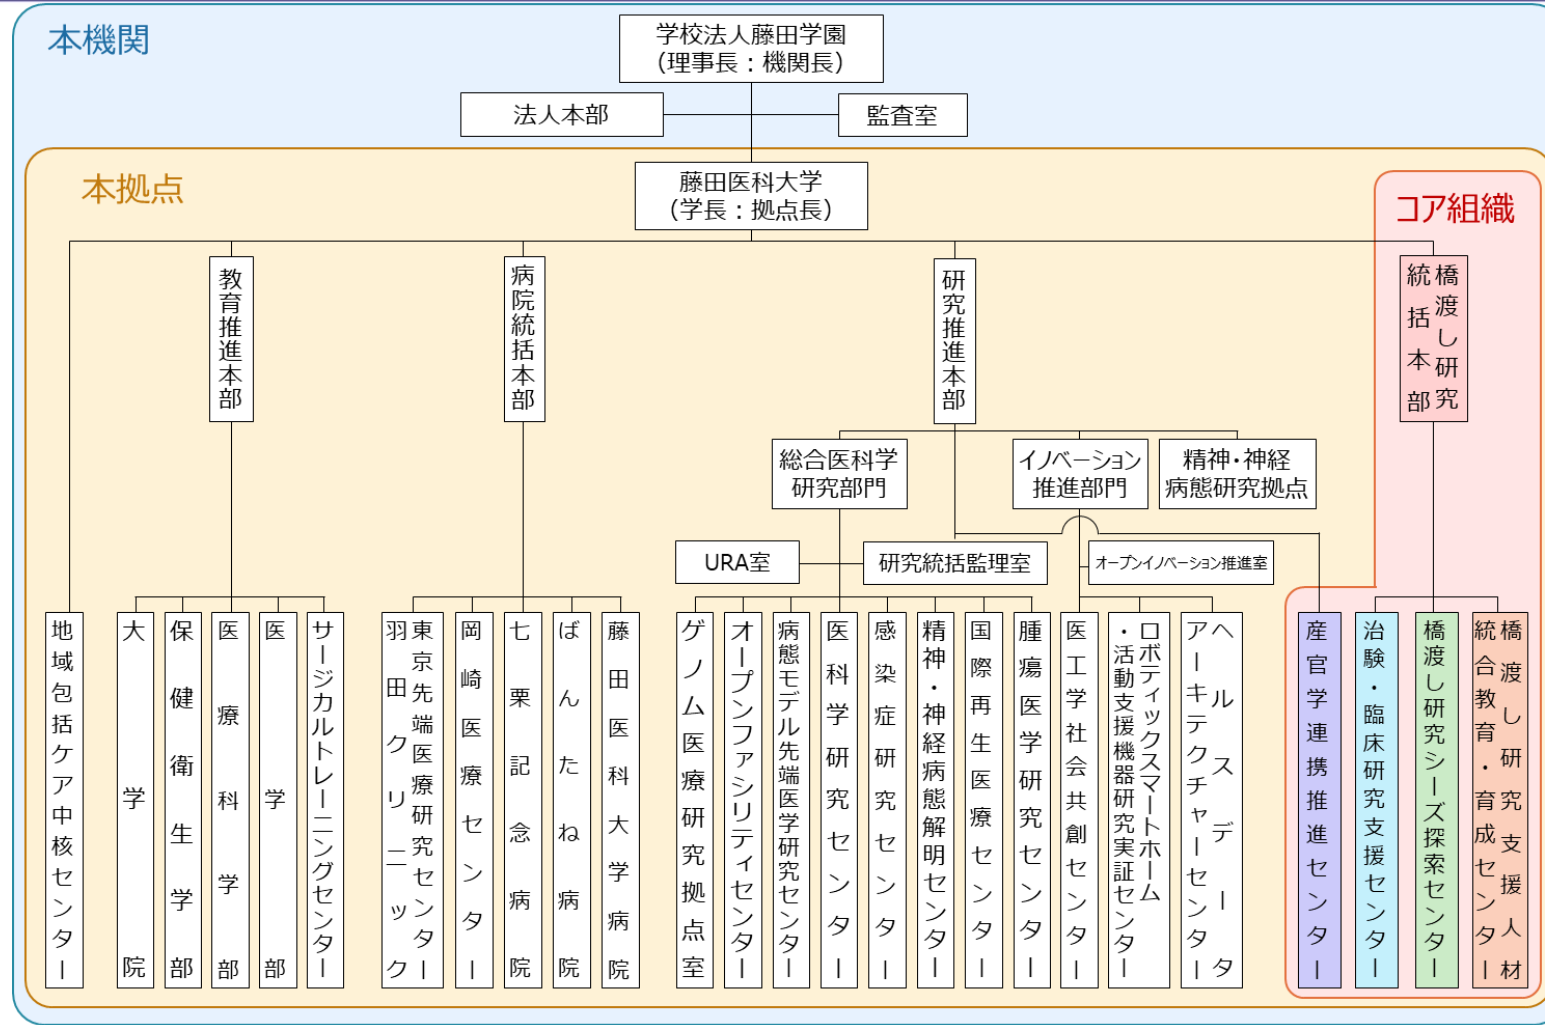 本機関
学校法人藤田学園
(理事長：機関長)
法人本部
監査室
本拠点
藤田医科大学
(学長：拠点長)
コア組織
教育推進本部
病院統括本部
研究推進本部
橋渡し研究
統括本部
総合医科学
研究部門
イノベーション
推進部門
精神・神経
病態研究拠点
URA室
研究統括監理室
オープンイノベーション推進室
地域包括ケア中核センター
大学院
保健衛生学部
医療科学部
医学部
サージカルトレーニングセンター
東京先端医療研究センター
羽田クリニック
岡崎医療センター
七栗記念病院
ばんたね病院
藤田医科大学病院
ゲノム医療研究拠点室
オープンファシリティセンター
病態モデル先端医学研究センター
医科学研究センター
感染症研究センター
精神・神経病態解明センター
国際再生医療センター
腫瘍医学研究センター
医工学社会共創センター
ロボティックスマートホーム
・活動支援機器研究実証センター
ヘルスデータ
アーキテクチャーセンター
産官学連携推進センター
治験・臨床研究支援センター
橋渡し研究シーズ探索センター
橋渡し研究支援人材
統合教育・育成センター